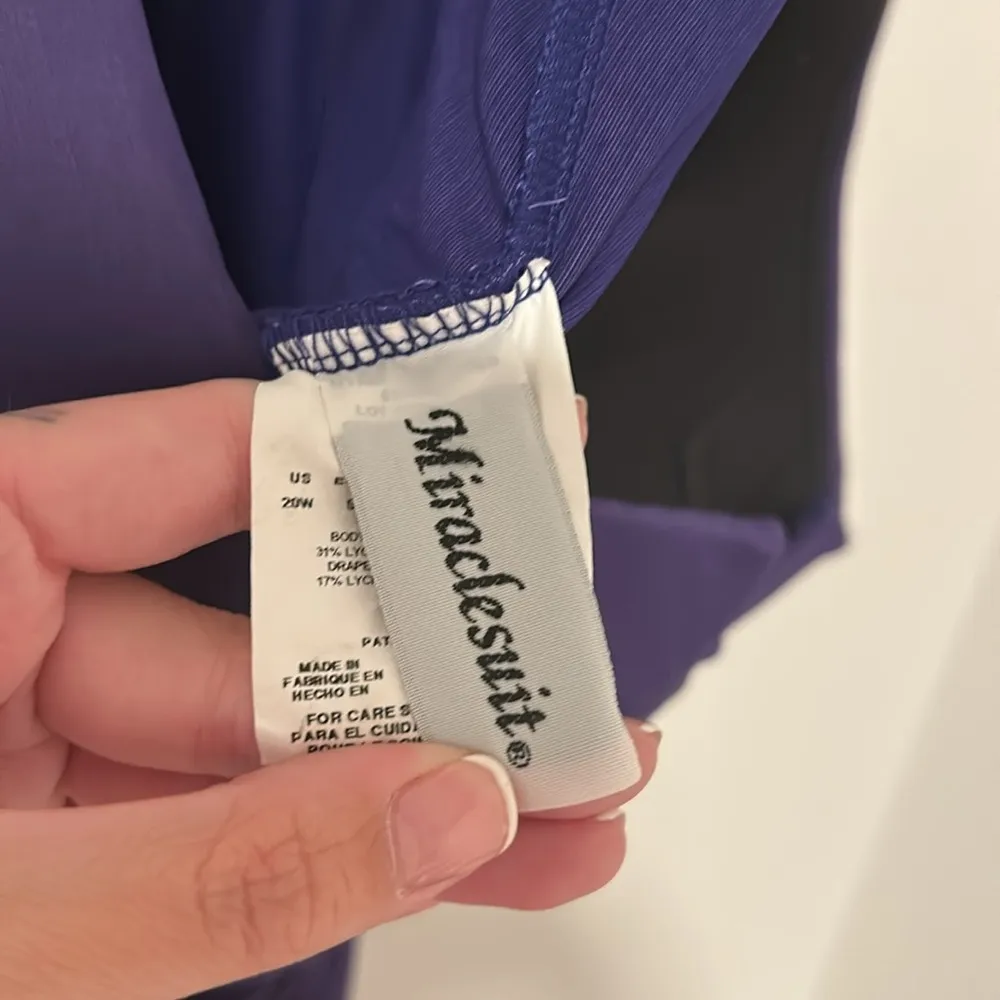 US
20W
BODY
31% LYC
DRAPE
17% LYC
PAT
MADE IN
FABRIQUE EN
HECHO EN
FOR CARE S
PARA EL CUIDA
Miraclesuit®